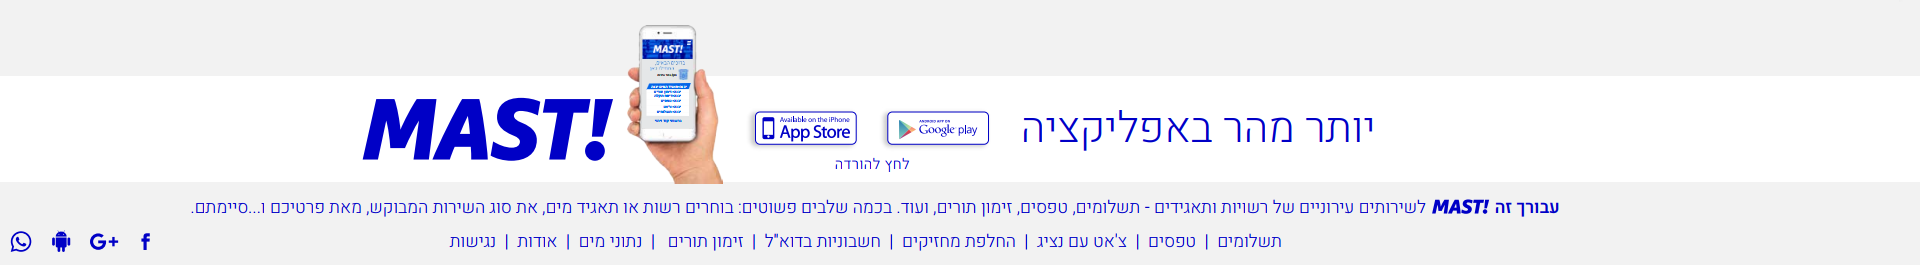 MAST!
MAST!
Available on the iPhone
App Store
ANDROID APP ON
Google play
יותר מהר באפליקציה
לחץ להורדה
עבורך זה MAST! לשירותים עירוניים של רשויות ותאגידים - תשלומים, טפסים, זימון תורים, ועוד. בכמה שלבים פשוטים: בוחרים רשות או תאגיד מים, את סוג השירות המבוקש, מאת פרטיכם ו...סיימתם.
תשלומים | טפסים | צ'אט עם נציג | החלפת מחזיקים | חשבוניות בדוא"ל | זימון תורים | נתוני מים | אודות | נגישות